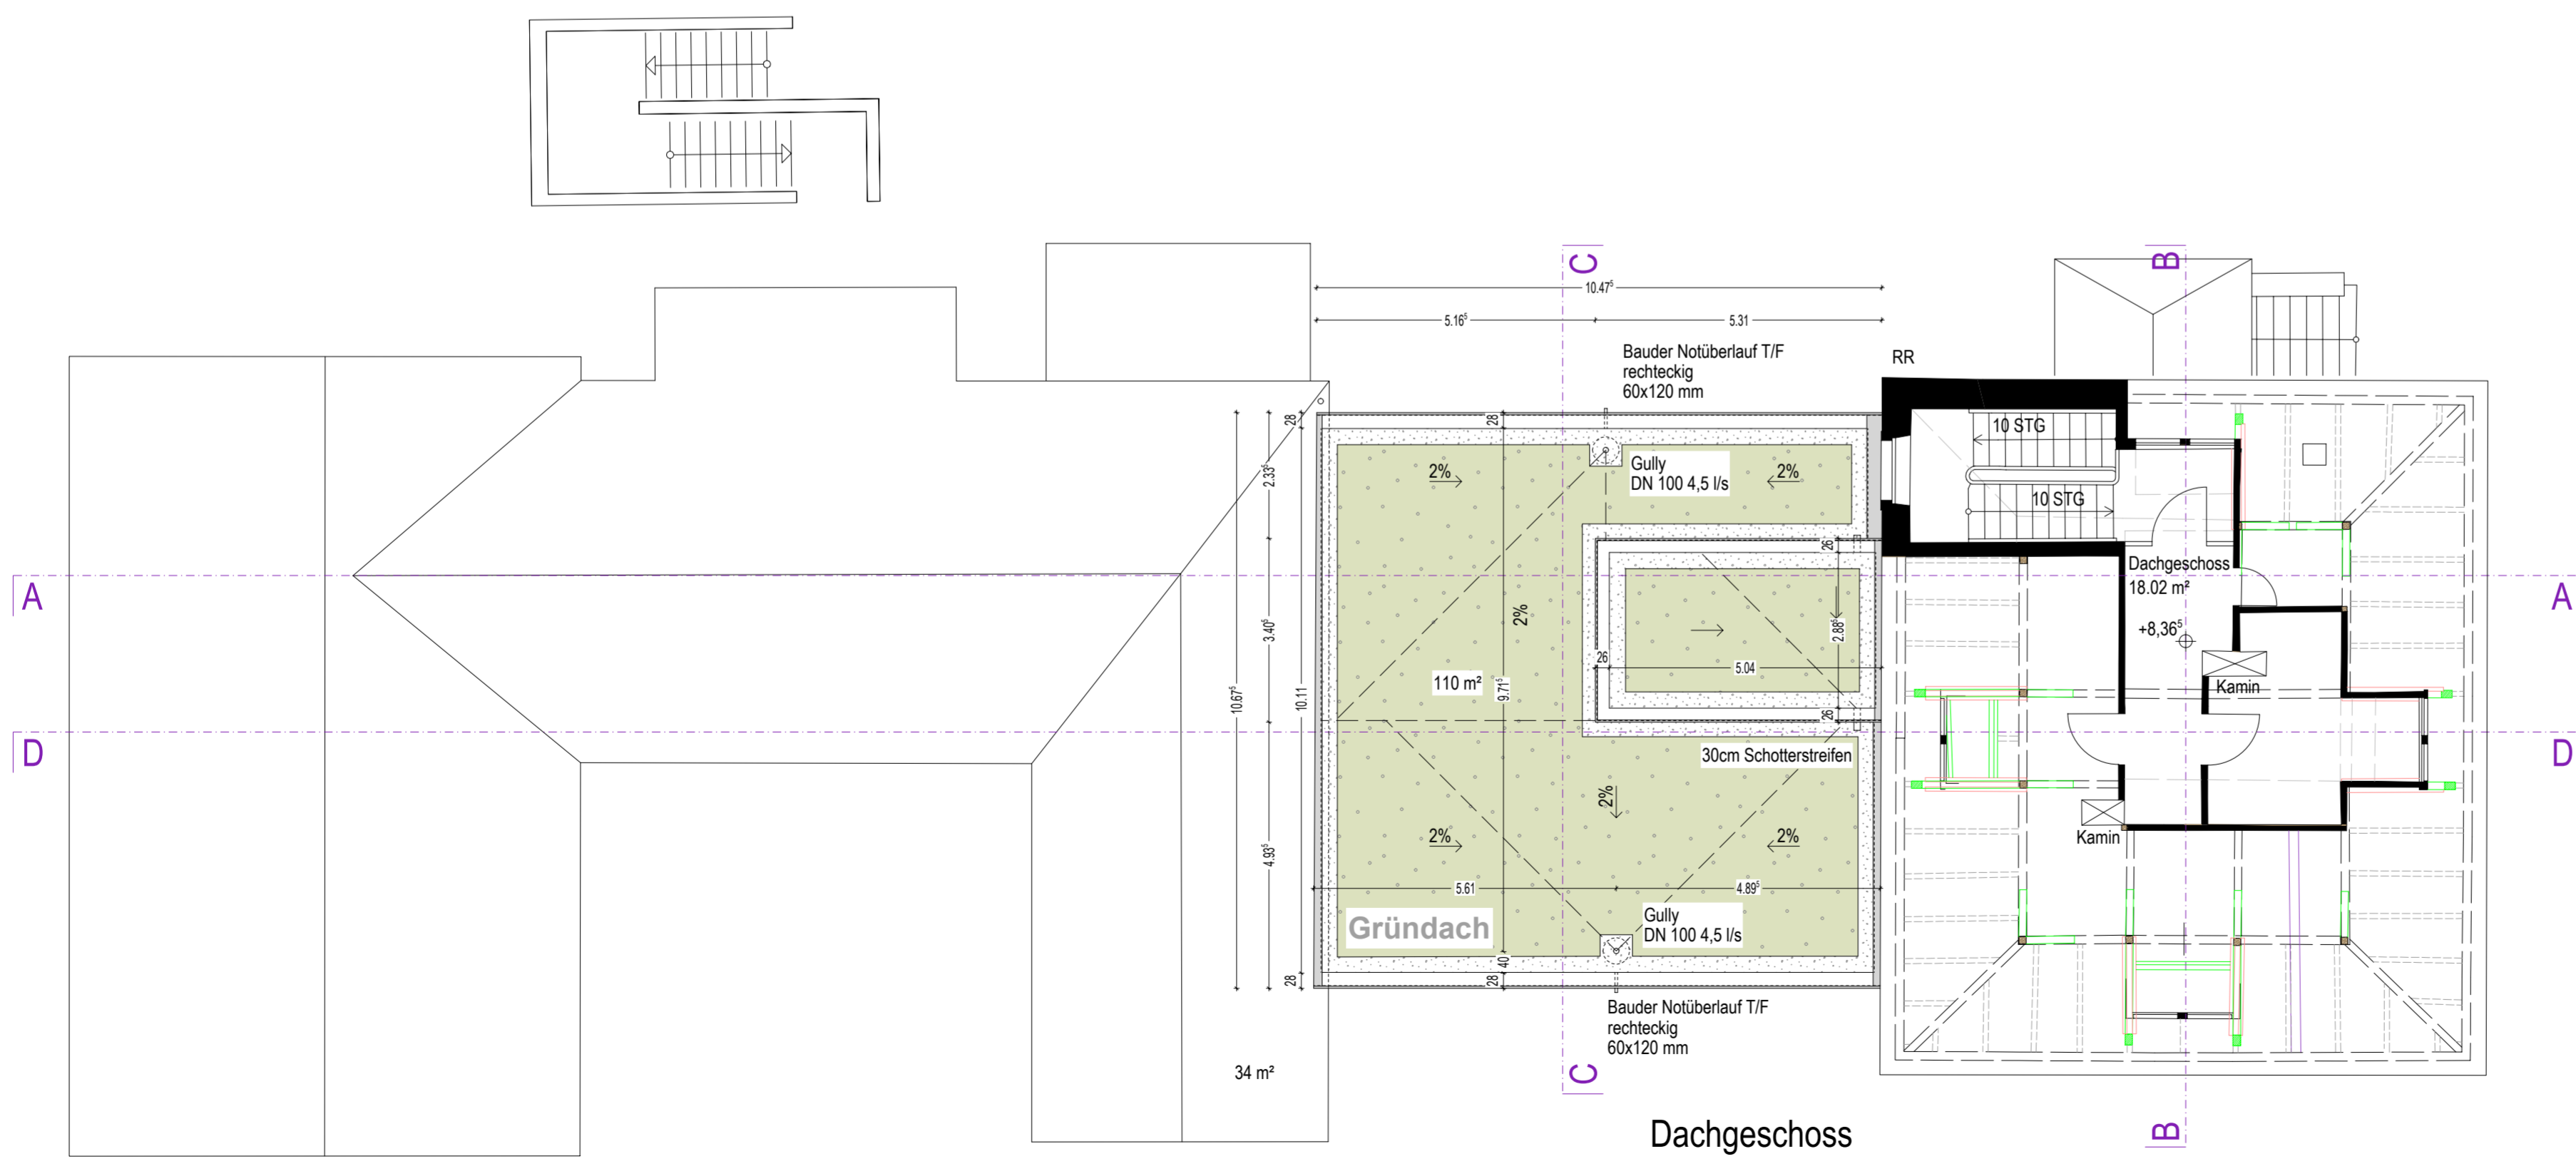 C
B
10.47⁵
5.16⁵
5.31
Bauder Notüberlauf T/F
rechteckig
60x120 mm
RR
28
28
10 STG
2%
Gully
DN 100 4,5 l/s
2%
2.33⁵
10 STG
26
Dachgeschoss
18.02 m²
A
A
2%
3.40⁵
2.88⁵
+8,36⁵
26
5.04
110 m²
9.71⁵
10.67⁵
10.11
Kamin
26
D
D
30cm Schotterstreifen
2%
2%
2%
Kamin
4.93⁵
5.61
4.89⁵
Gründach
Gully
DN 100 4,5 l/s
40
28
28
Bauder Notüberlauf T/F
rechteckig
60x120 mm
34 m²
C
Dachgeschoss
B